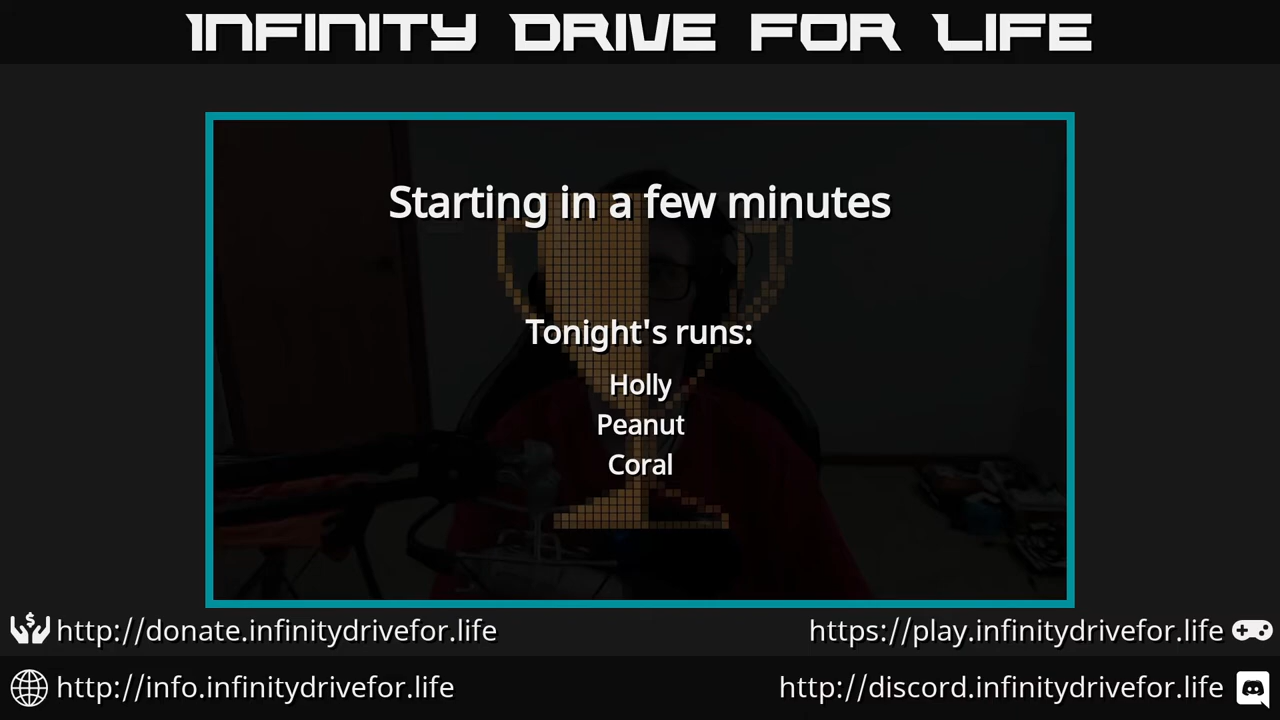 INFINITY DRIVE FOR LIFE
Starting in a few minutes
Tonight's runs:
Holly
Peanut
Coral
http://donate.infinitydrivefor.life
https://play.infinitydrivefor.life
http://info.infinitydrivefor.life
http://discord.infinitydrivefor.life